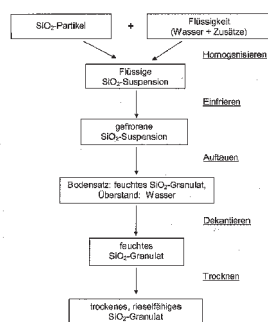 SiO₂-Partikel
+
Flüssigkeit
(Wasser + Zusätze)
Homogenisieren
Flüssige
SiO₂-Suspension
Einfrieren
gefrorene
SiO₂-Suspension
Auftauen
Bodensatz: feuchtes SiO₂-Granulat,
Überstand: Wasser
Dekantieren
feuchtes
SiO₂-Granulat
Trocknen
trockenes, rieselfähiges
SiO₂-Granulat